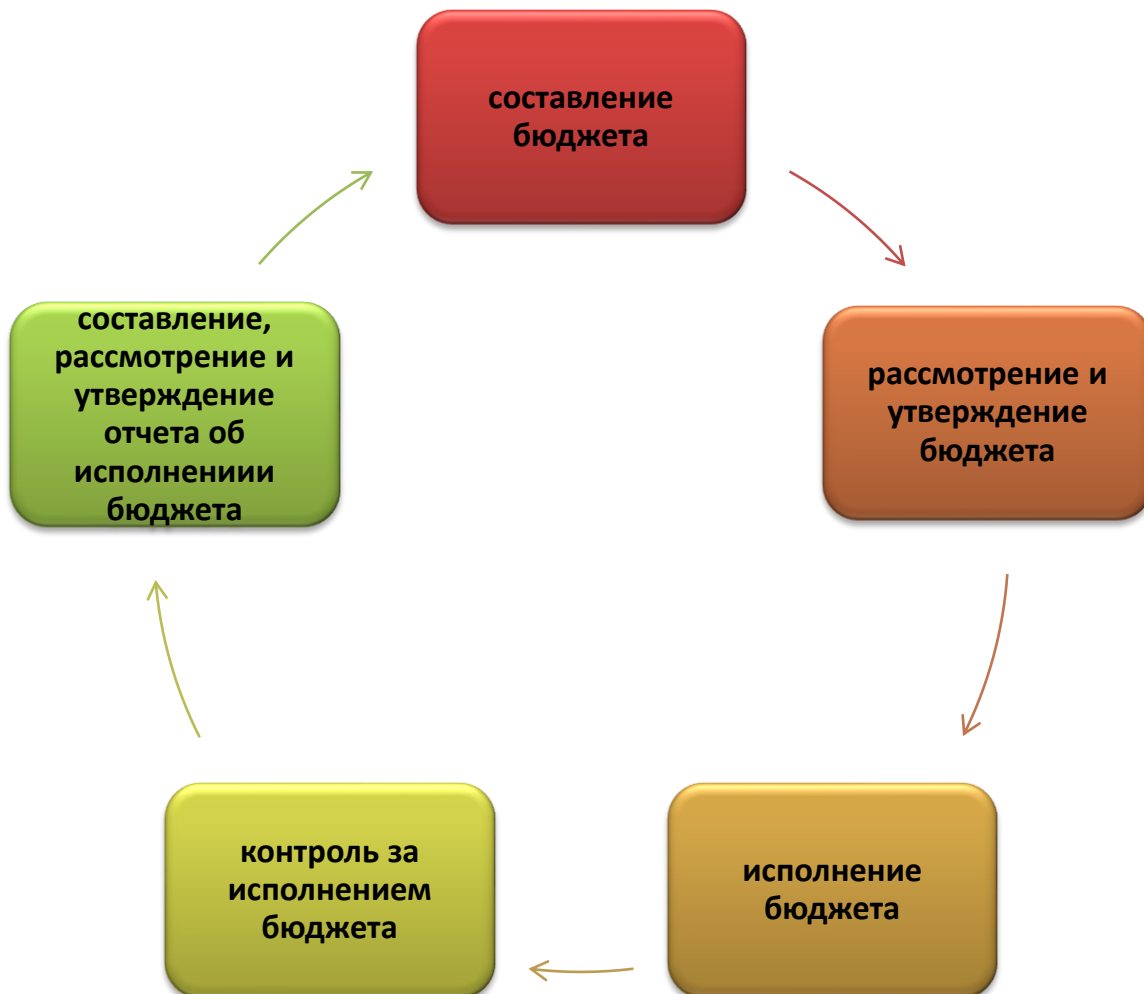 составление
бюджета
рассмотрение и
утверждение
бюджета
исполнение
бюджета
контроль за
исполнением
бюджета
составление,
рассмотрение и
утверждение
отчета об
исполнениии
бюджета